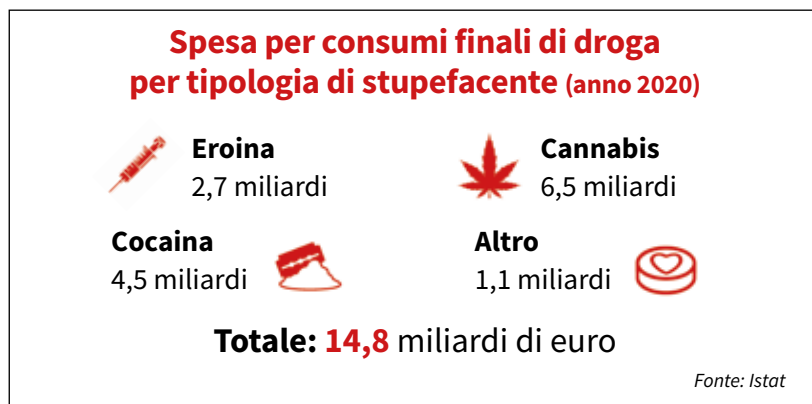 Spesa per consumi finali di droga
per tipologia di stupefacente (anno 2020)
Eroina
2,7 miliardi
Cannabis
6,5 miliardi
Cocaina
4,5 miliardi
Altro
1,1 miliardi
Totale: 14,8 miliardi di euro
Fonte: Istat